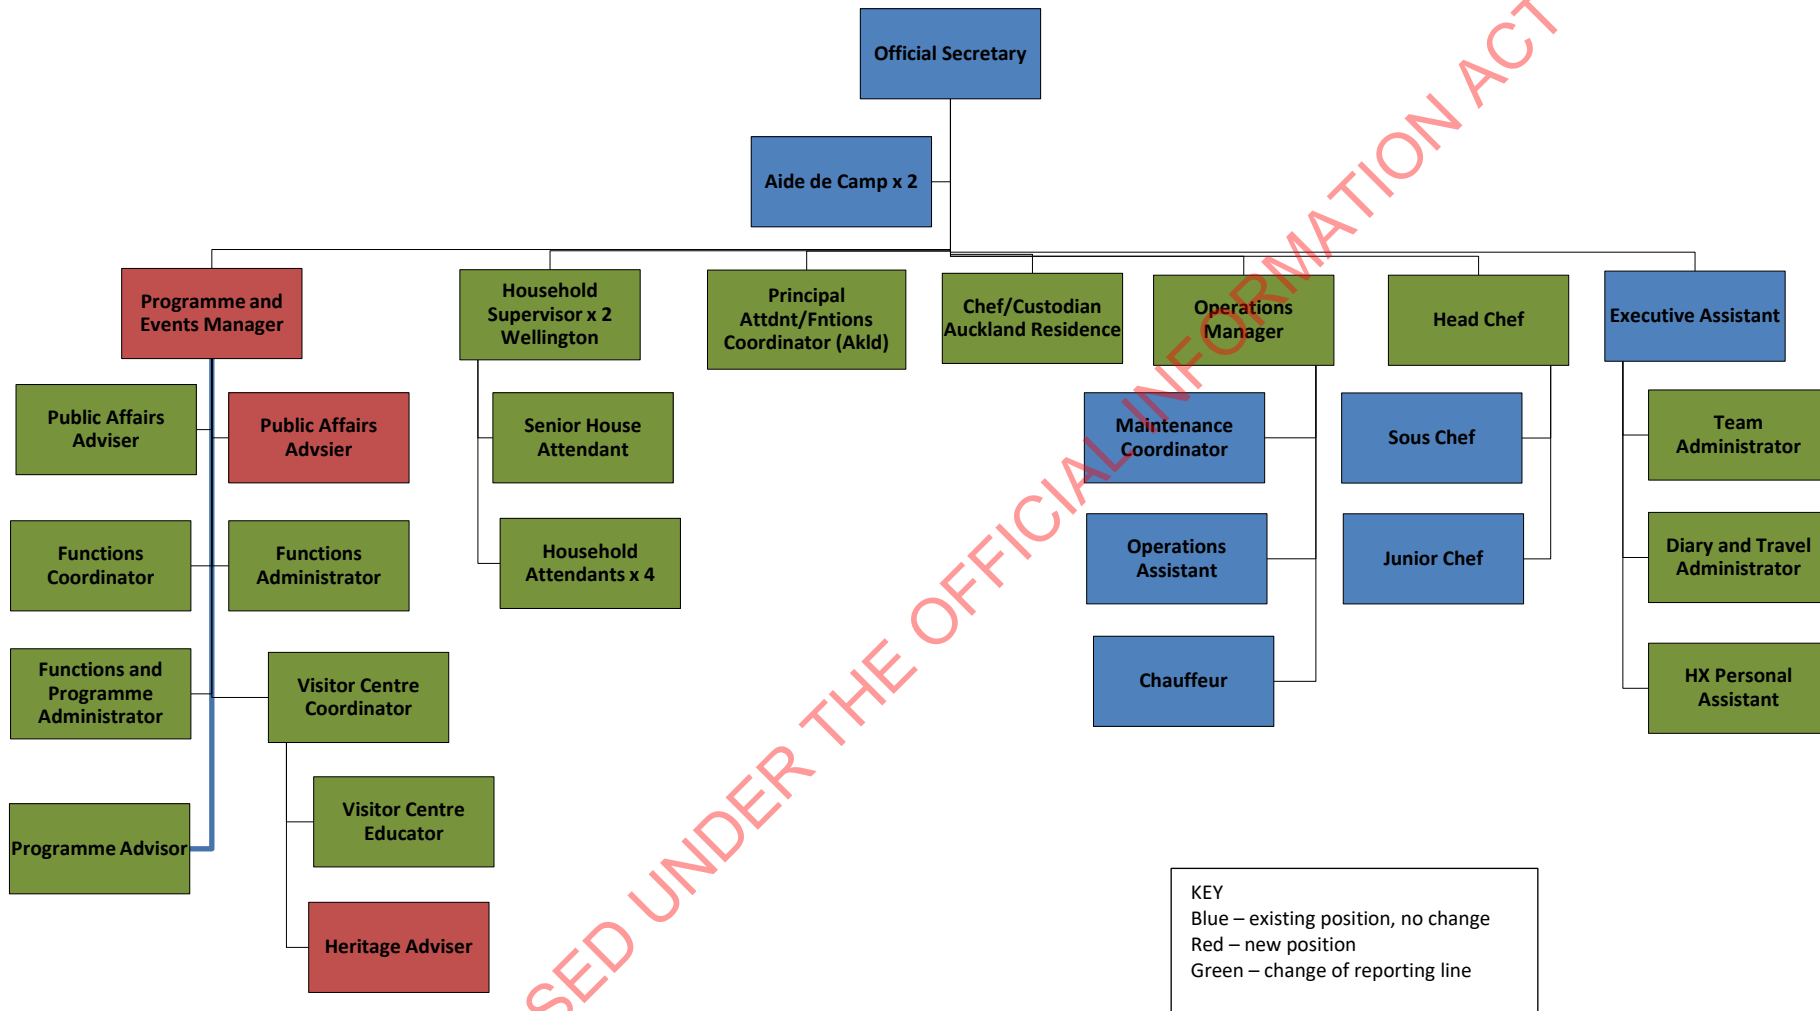 Official Secretary
Aide de Camp x 2
Programme and
Events Manager
Household
Supervisor x 2
Wellington
Principal
Attdnt/Fntions
Coordinator (Akld)
Chef/Custodian
Auckland Residence
Operations
Manager
Head Chef
Executive Assistant
Public Affairs
Adviser
Public Affairs
Advsier
Senior House
Attendant
Maintenance
Coordinator
Sous Chef
Team
Administrator
Functions
Coordinator
Functions
Administrator
Household
Attendants x 4
Operations
Assistant
Junior Chef
Diary and Travel
Administrator
Functions and
Programme
Administrator
Visitor Centre
Coordinator
Chauffeur
HX Personal
Assistant
Programme Advisor
Visitor Centre
Educator
Heritage Adviser
KEY
Blue – existing position, no change
Red – new position
Green – change of reporting line
SED UNDER THE OFFICIAL INFORMATION ACT